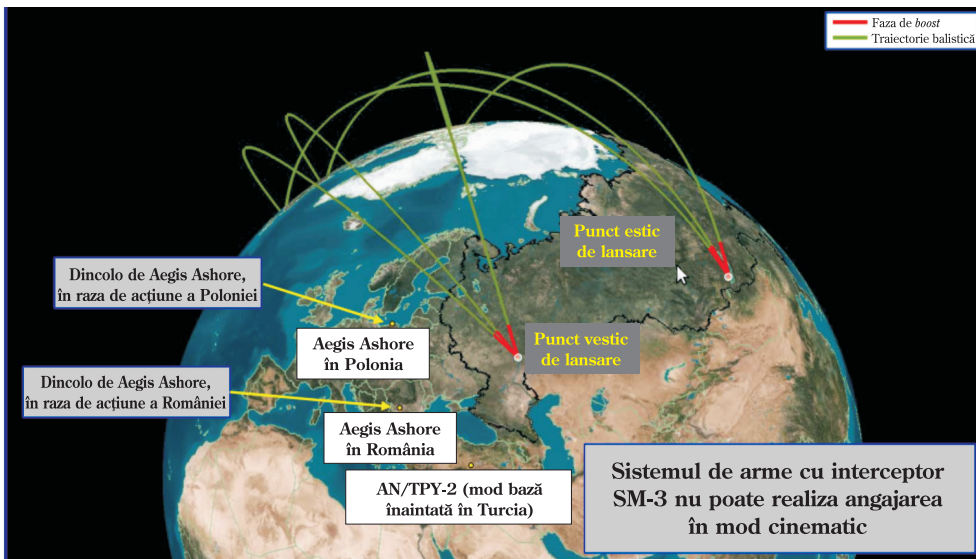 Faza de boost
Traiectorie balistică
Punct estic
de lansare
Dincolo de Aegis Ashore,
în raza de acțiune a Poloniei
Aegis Ashore
în Polonia
Punct vestic
de lansare
Dincolo de Aegis Ashore,
în raza de acțiune a României
Aegis Ashore
în România
AN/TPY-2 (mod bază
înaintată în Turcia)
Sistemul de arme cu interceptor
SM-3 nu poate realiza angajarea
în mod cinematic